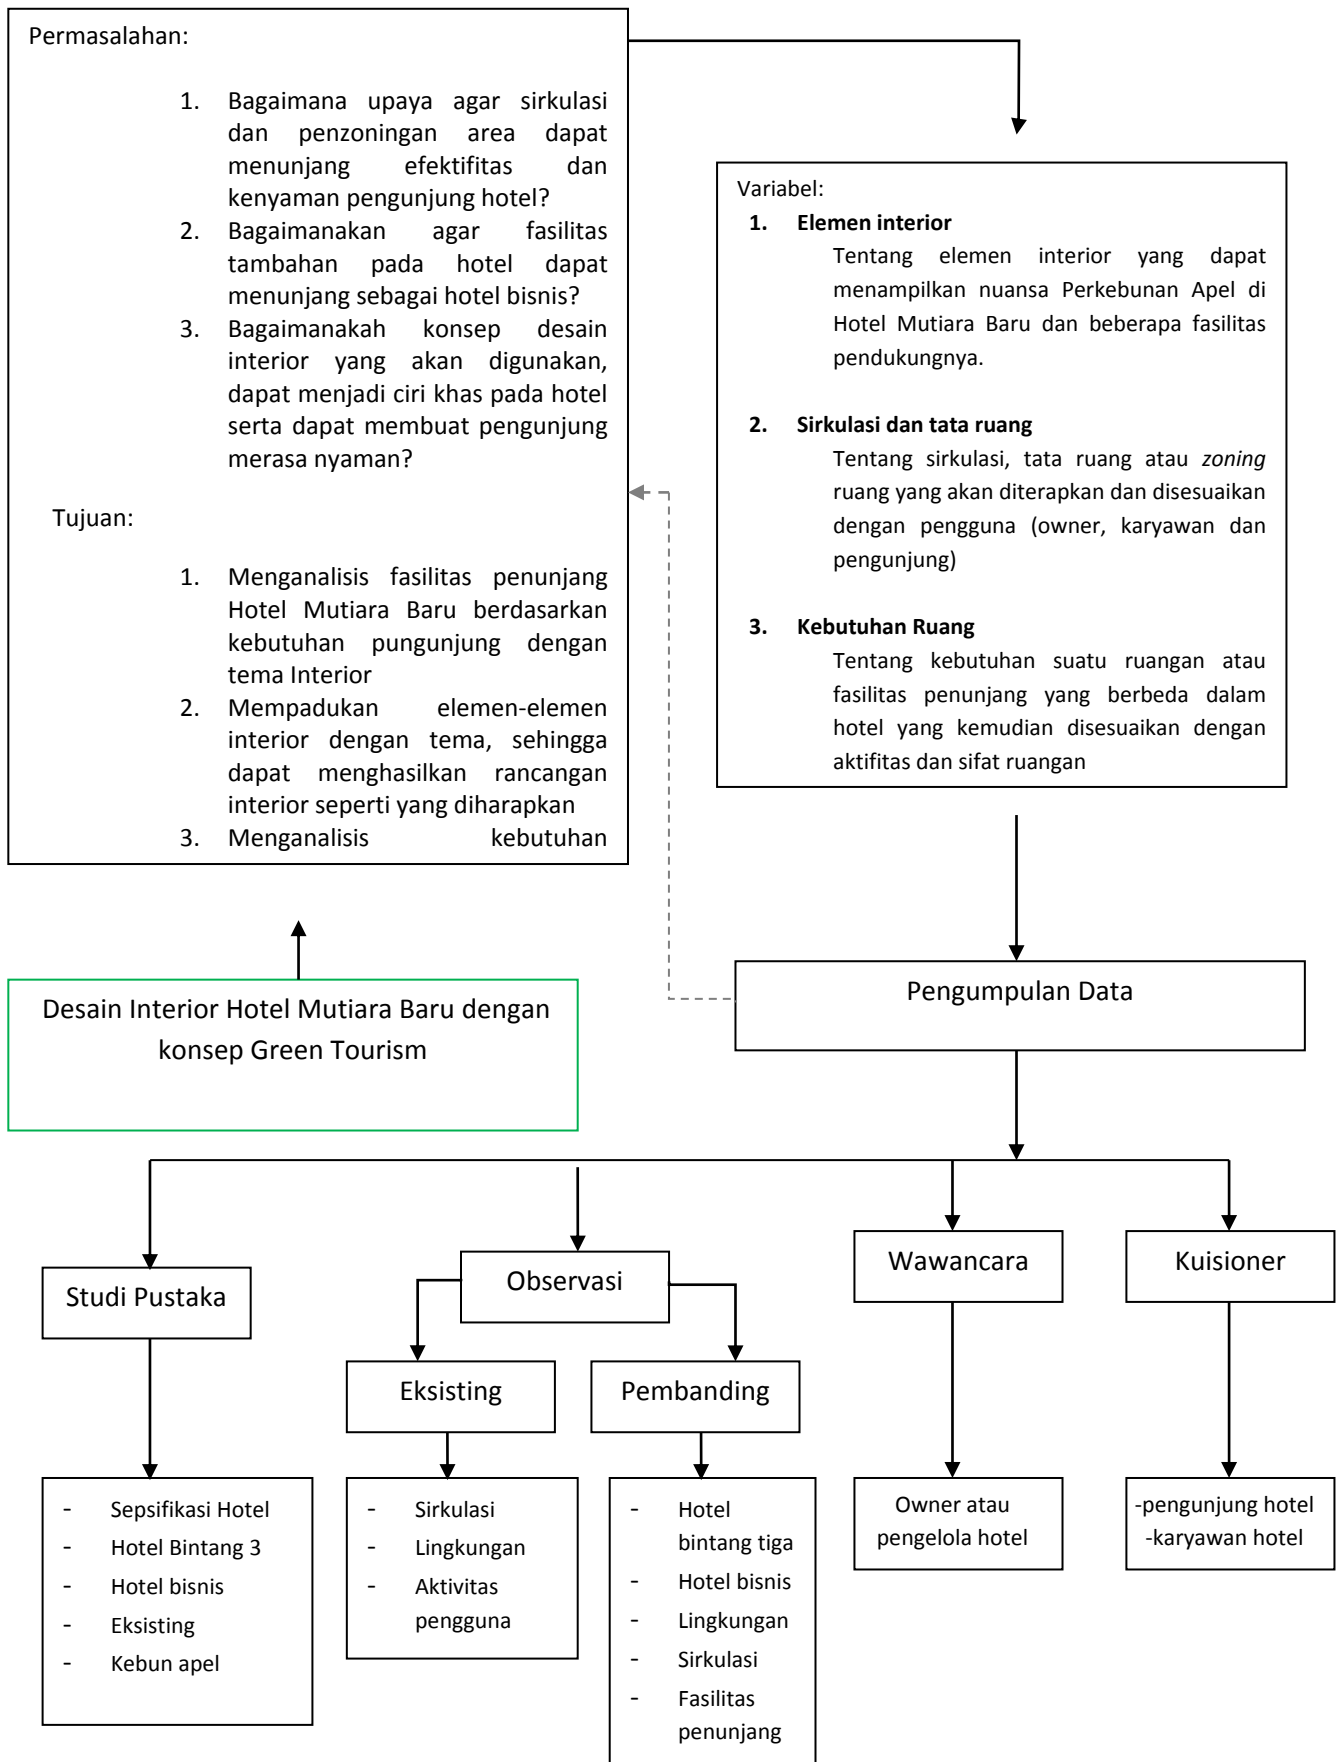 Permasalahan:
1. Bagaimana upaya agar sirkulasi
dan penzoningan area dapat
menunjang efektifitas dan
kenyaman pengunjung hotel?
2. Bagaimanakan agar fasilitas
tambahan pada hotel dapat
menunjang sebagai hotel bisnis?
3. Bagaimanakah konsep desain
interior yang akan digunakan,
dapat menjadi ciri khas pada hotel
serta dapat membuat pengunjung
merasa nyaman?
Tujuan:
1. Menganalisis fasilitas penunjang
Hotel Mutiara Baru berdasarkan
kebutuhan pungunjung dengan
tema Interior
2. Mempadukan elemen-elemen
interior dengan tema, sehingga
dapat menghasilkan rancangan
interior seperti yang diharapkan
3. Menganalisis kebutuhan
Variabel:
1. Elemen interior
Tentang elemen interior yang dapat
menampilkan nuansa Perkebunan Apel di
Hotel Mutiara Baru dan beberapa fasilitas
pendukungnya.
2. Sirkulasi dan tata ruang
Tentang sirkulasi, tata ruang atau zoning
ruang yang akan diterapkan dan disesuaikan
dengan pengguna (owner, karyawan dan
pengunjung)
3. Kebutuhan Ruang
Tentang kebutuhan suatu ruangan atau
fasilitas penunjang yang berbeda dalam
hotel yang kemudian disesuaikan dengan
aktifitas dan sifat ruangan
Desain Interior Hotel Mutiara Baru dengan
konsep Green Tourism
Pengumpulan Data
Studi Pustaka
Observasi
Wawancara
Kuisioner
Eksisting
Pembanding
- Sepsifikasi Hotel
- Hotel Bintang 3
- Hotel bisnis
- Eksisting
- Kebun apel
- Sirkulasi
- Lingkungan
- Aktivitas
pengguna
- Hotel
bintang tiga
- Hotel bisnis
- Lingkungan
- Sirkulasi
- Fasilitas
penunjang
Owner atau
pengelola hotel
-pengunjung hotel
-karyawan hotel